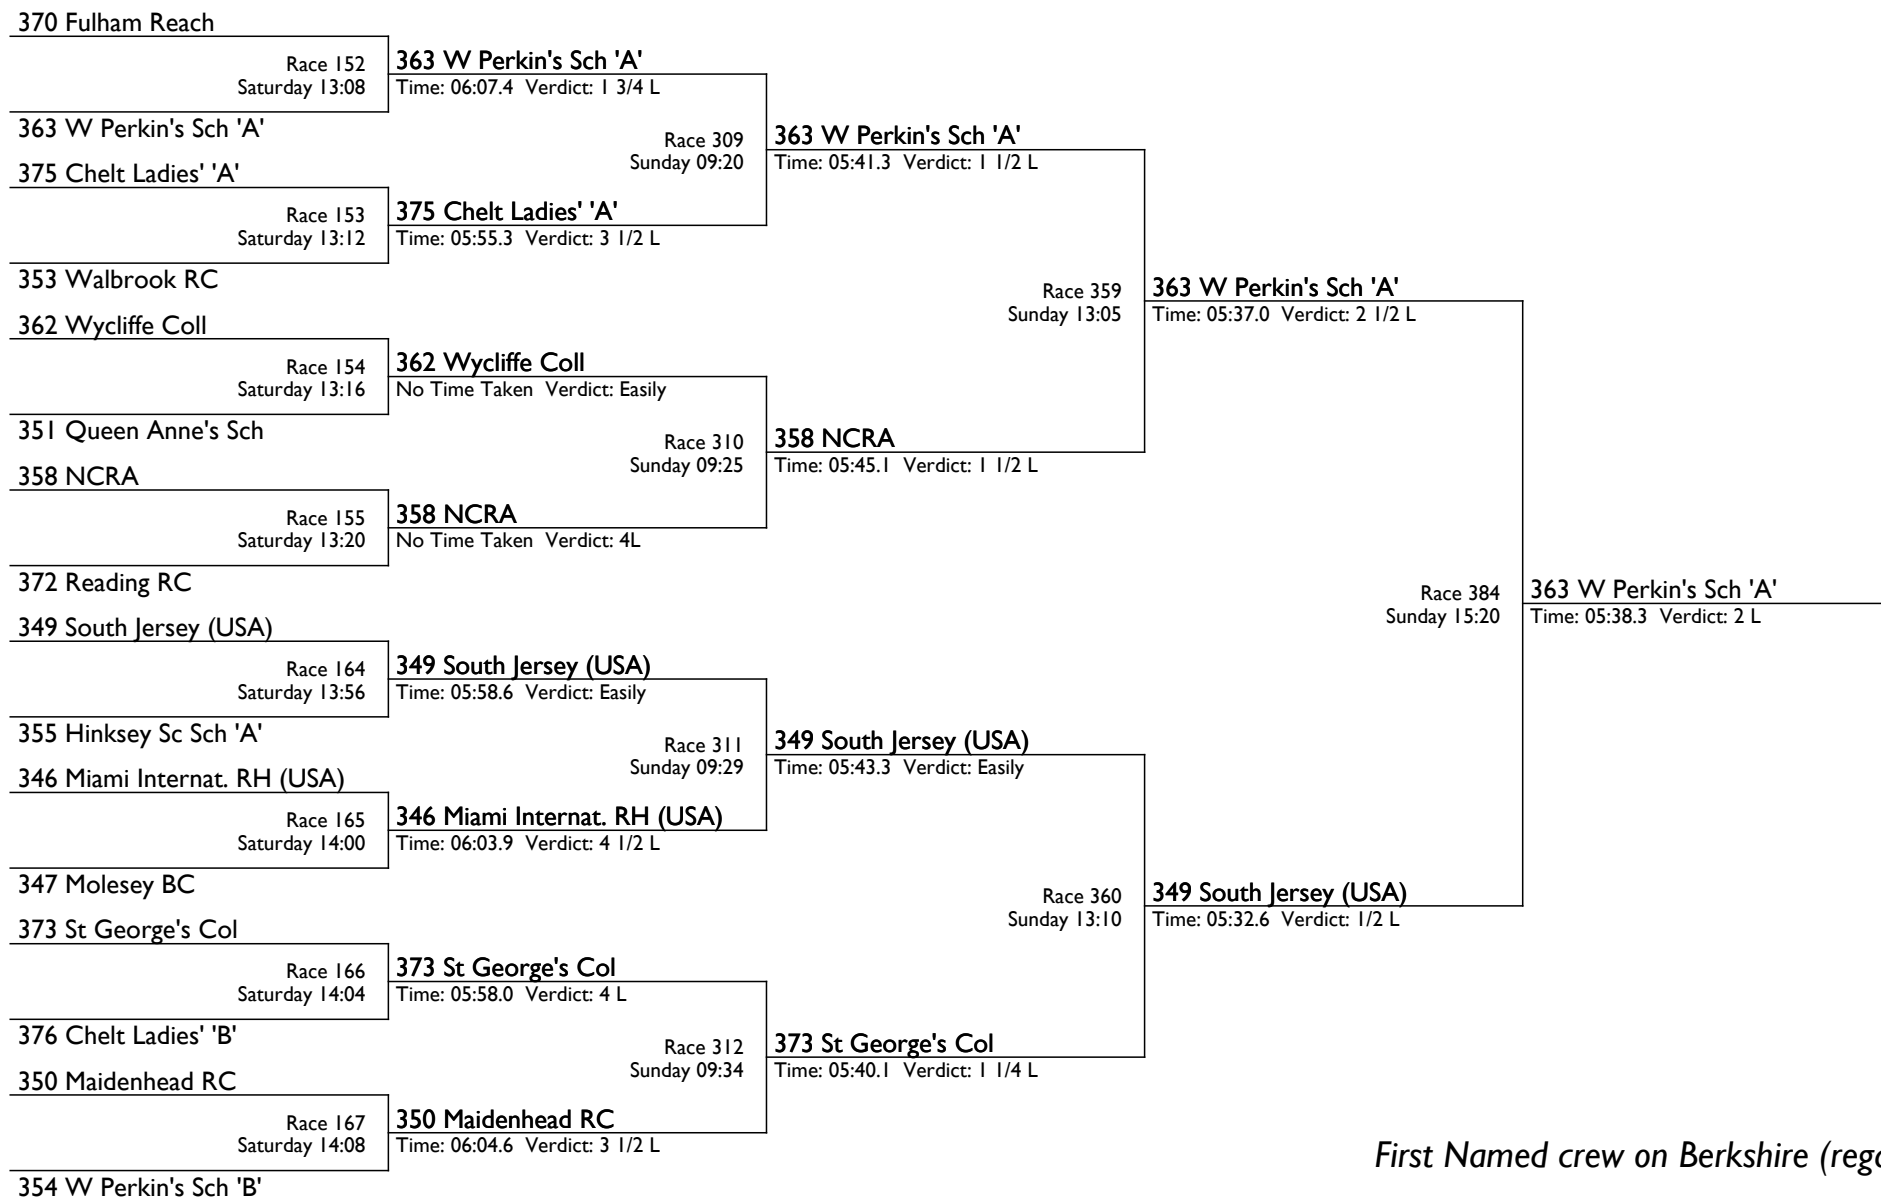 370 Fulham Reach
Race 152
Saturday 13:08
363 W Perkin's Sch 'A'
363 W Perkin's Sch 'A'
Time: 06:07.4 Verdict: 1 3/4 L
375 Chelt Ladies' 'A'
Race 153
Saturday 13:12
353 Walbrook RC
375 Chelt Ladies' 'A'
Time: 05:55.3 Verdict: 3 1/2 L
Race 309
Sunday 09:20
363 W Perkin's Sch 'A'
Time: 05:41.3 Verdict: 1 1/2 L
362 Wycliffe Coll
Race 154
Saturday 13:16
351 Queen Anne's Sch
362 Wycliffe Coll
No Time Taken Verdict: Easily
358 NCRA
Race 155
Saturday 13:20
372 Reading RC
358 NCRA
No Time Taken Verdict: 4L
Race 310
Sunday 09:25
358 NCRA
Time: 05:45.1 Verdict: 1 1/2 L
Race 359
Sunday 13:05
363 W Perkin's Sch 'A'
Time: 05:37.0 Verdict: 2 1/2 L
349 South Jersey (USA)
Race 164
Saturday 13:56
355 Hinksey Sc Sch 'A'
349 South Jersey (USA)
Time: 05:58.6 Verdict: Easily
346 Miami Internat. RH (USA)
Race 165
Saturday 14:00
347 Molesey BC
346 Miami Internat. RH (USA)
Time: 06:03.9 Verdict: 4 1/2 L
Race 311
Sunday 09:29
349 South Jersey (USA)
Time: 05:43.3 Verdict: Easily
373 St George's Col
Race 166
Saturday 14:04
376 Chelt Ladies' 'B'
373 St George's Col
Time: 05:58.0 Verdict: 4 L
350 Maidenhead RC
Race 167
Saturday 14:08
354 W Perkin's Sch 'B'
350 Maidenhead RC
Time: 06:04.6 Verdict: 3 1/2 L
Race 312
Sunday 09:34
373 St George's Col
Time: 05:40.1 Verdict: 1 1/4 L
Race 360
Sunday 13:10
349 South Jersey (USA)
Time: 05:32.6 Verdict: 1/2 L
Race 384
Sunday 15:20
363 W Perkin's Sch 'A'
Time: 05:38.3 Verdict: 2 L
First Named crew on Berkshire